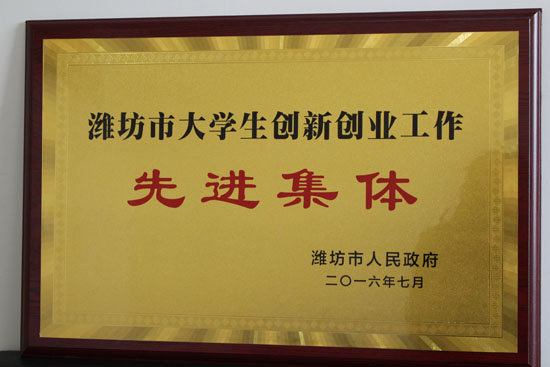 潍坊市大学生创新创业工作
先进集体
潍坊市人民政府
二〇一六年七月